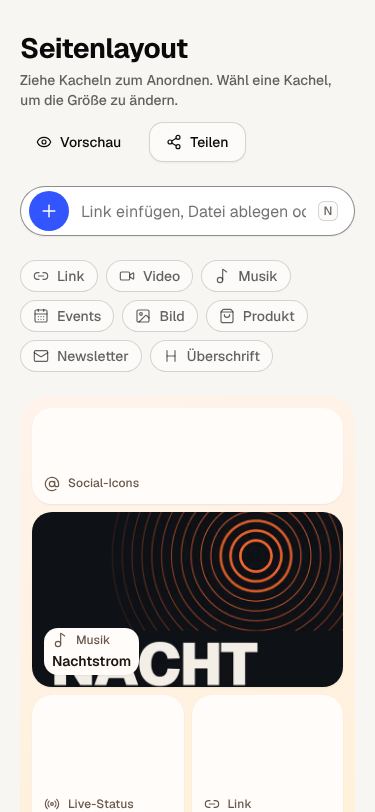 Seitenlayout
Ziehe Kacheln zum Anordnen. Wähl eine Kachel,
um die Größe zu ändern.
Vorschau
Teilen
Link einfügen, Datei ablegen oc
N
Link
Video
Musik
Events
Bild
Produkt
Newsletter
Überschrift
Social-Icons
Musik
Nachtstrom
NACHT
Live-Status
Link